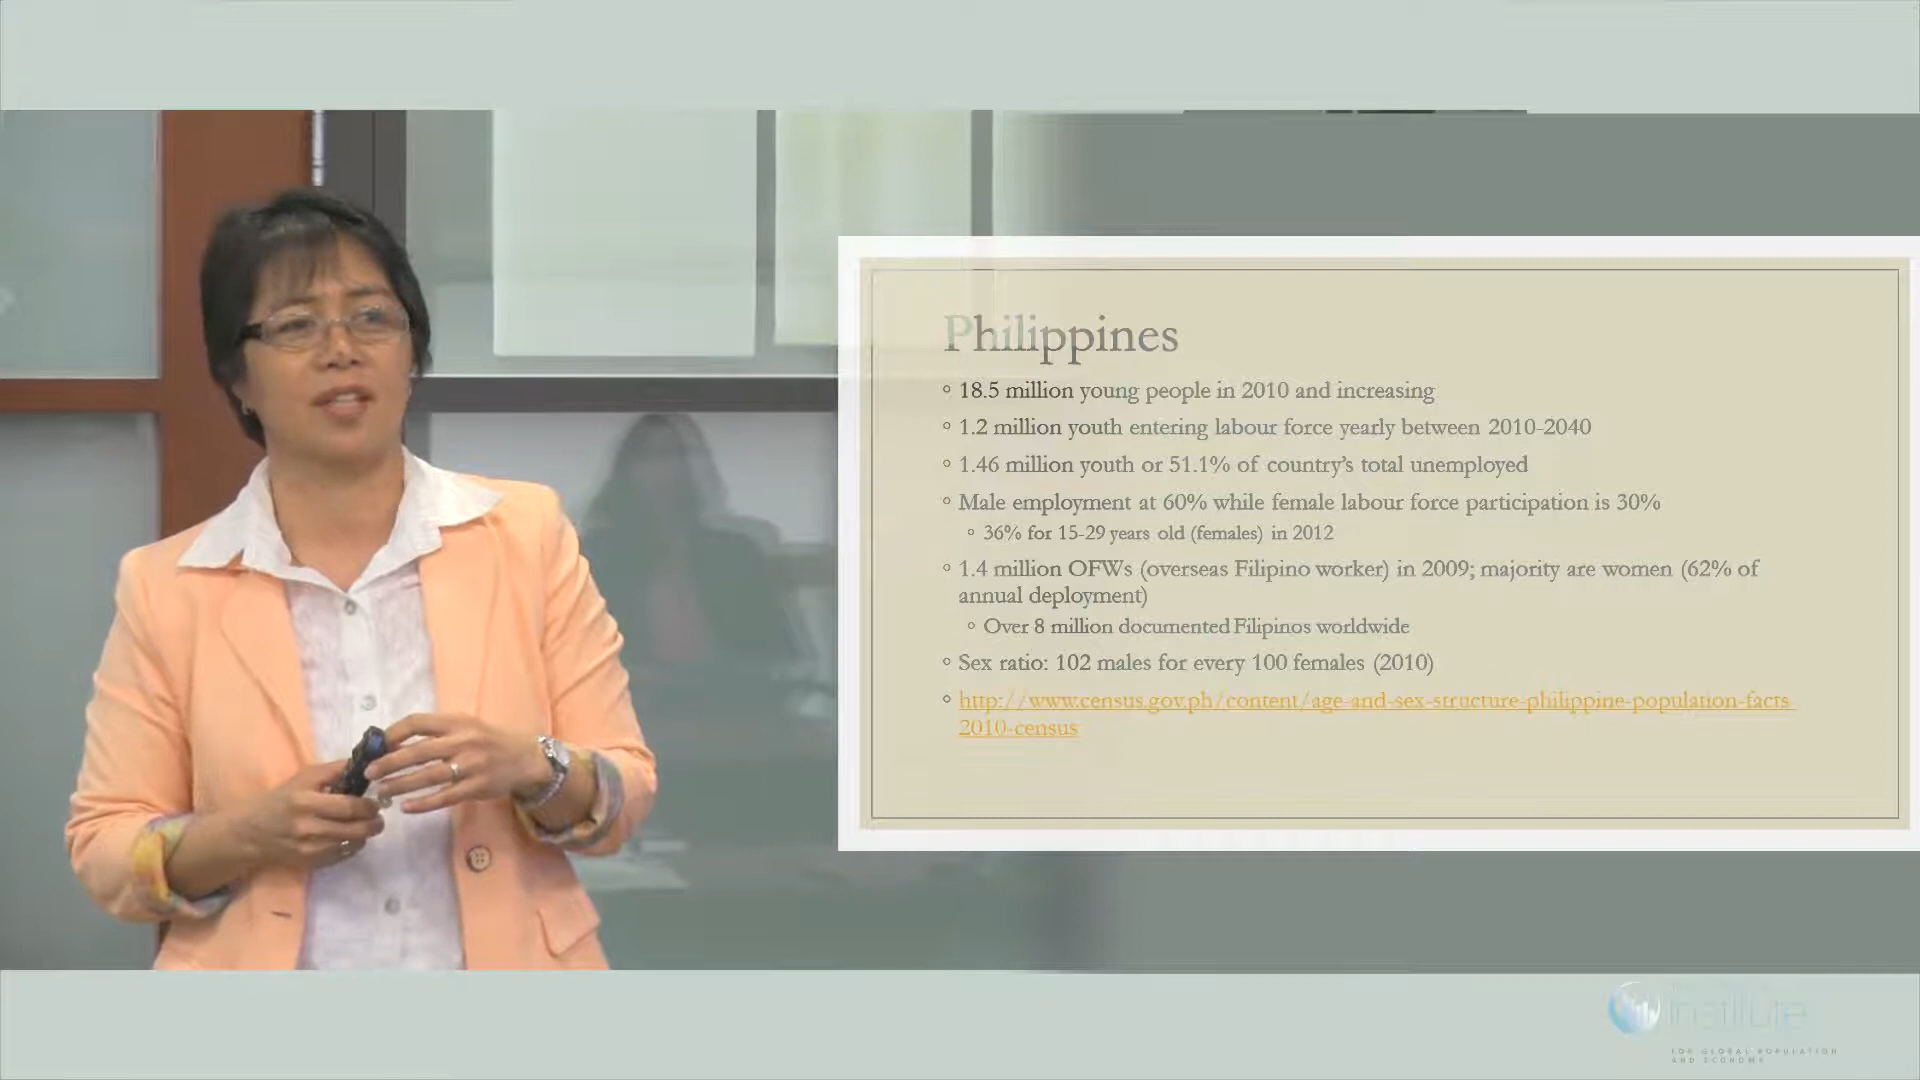 Philippines
18.5 million young people in 2010 and increasing
1.2 million youth entering labour force yearly between 2010-2040
1.46 million youth or 51.1% of country's total unemployed
Male employment at 60% while female labour force participation is 30%
36% for 15-29 years old (females) in 2012
1.4 million OFWs (overseas Filipino worker) in 2009; majority are women (62% of
annual deployment)
Over 8 million documented Filipinos worldwide
Sex ratio: 102 males for every 100 females (2010)
http://www.census.gov.ph/content/age-and-sex-structure-philippine-population-facts-
2010-census
Institute
FOR GLOBAL POPULATION
AND ECONOMY